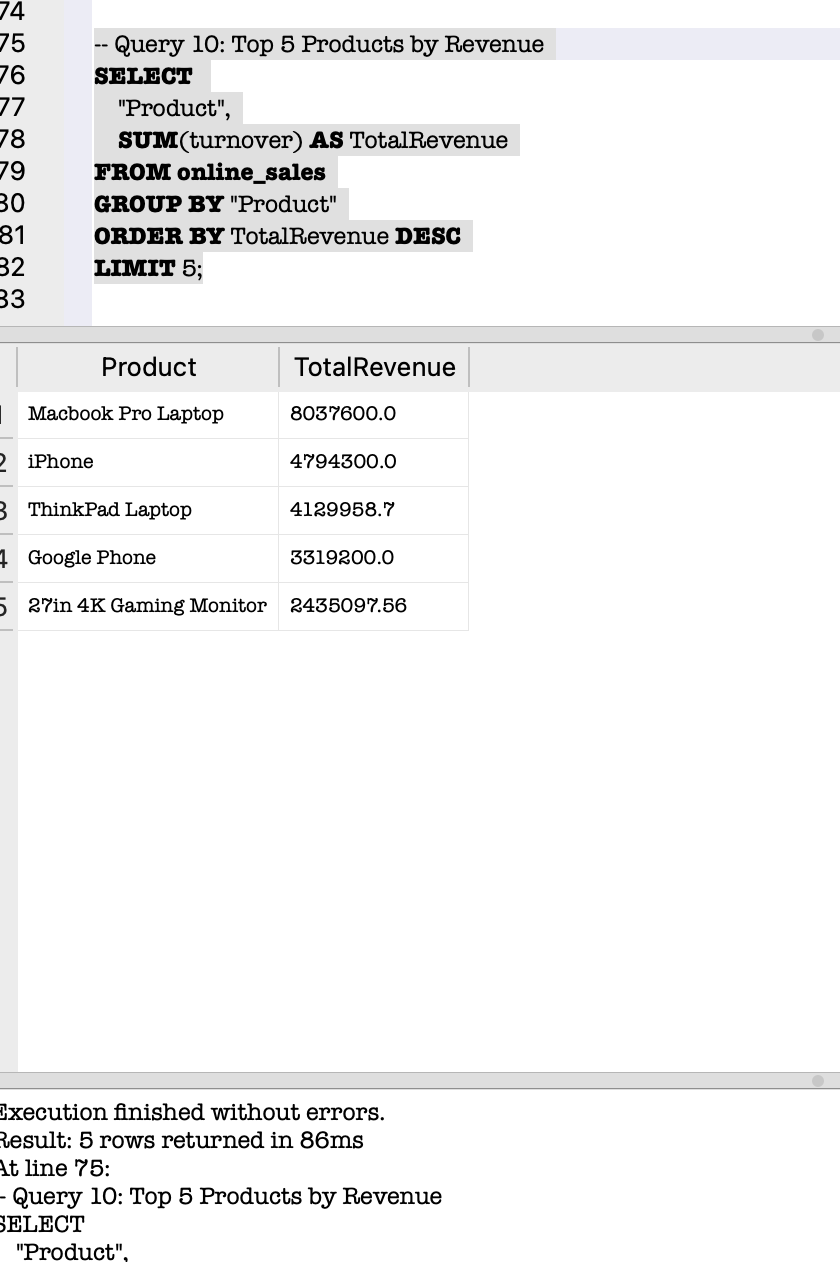 74
75 -- Query 10: Top 5 Products by Revenue
76 SELECT
77 "Product",
78 SUM(turnover) AS TotalRevenue
79 FROM online_sales
80 GROUP BY "Product"
81 ORDER BY TotalRevenue DESC
82 LIMIT 5;
83
Product TotalRevenue
1 Macbook Pro Laptop 8037600.0
2 iPhone 4794300.0
3 ThinkPad Laptop 4129958.7
4 Google Phone 3319200.0
5 27in 4K Gaming Monitor 2435097.56
Execution finished without errors.
Result: 5 rows returned in 86ms
At line 75:
-- Query 10: Top 5 Products by Revenue
SELECT
"Product",